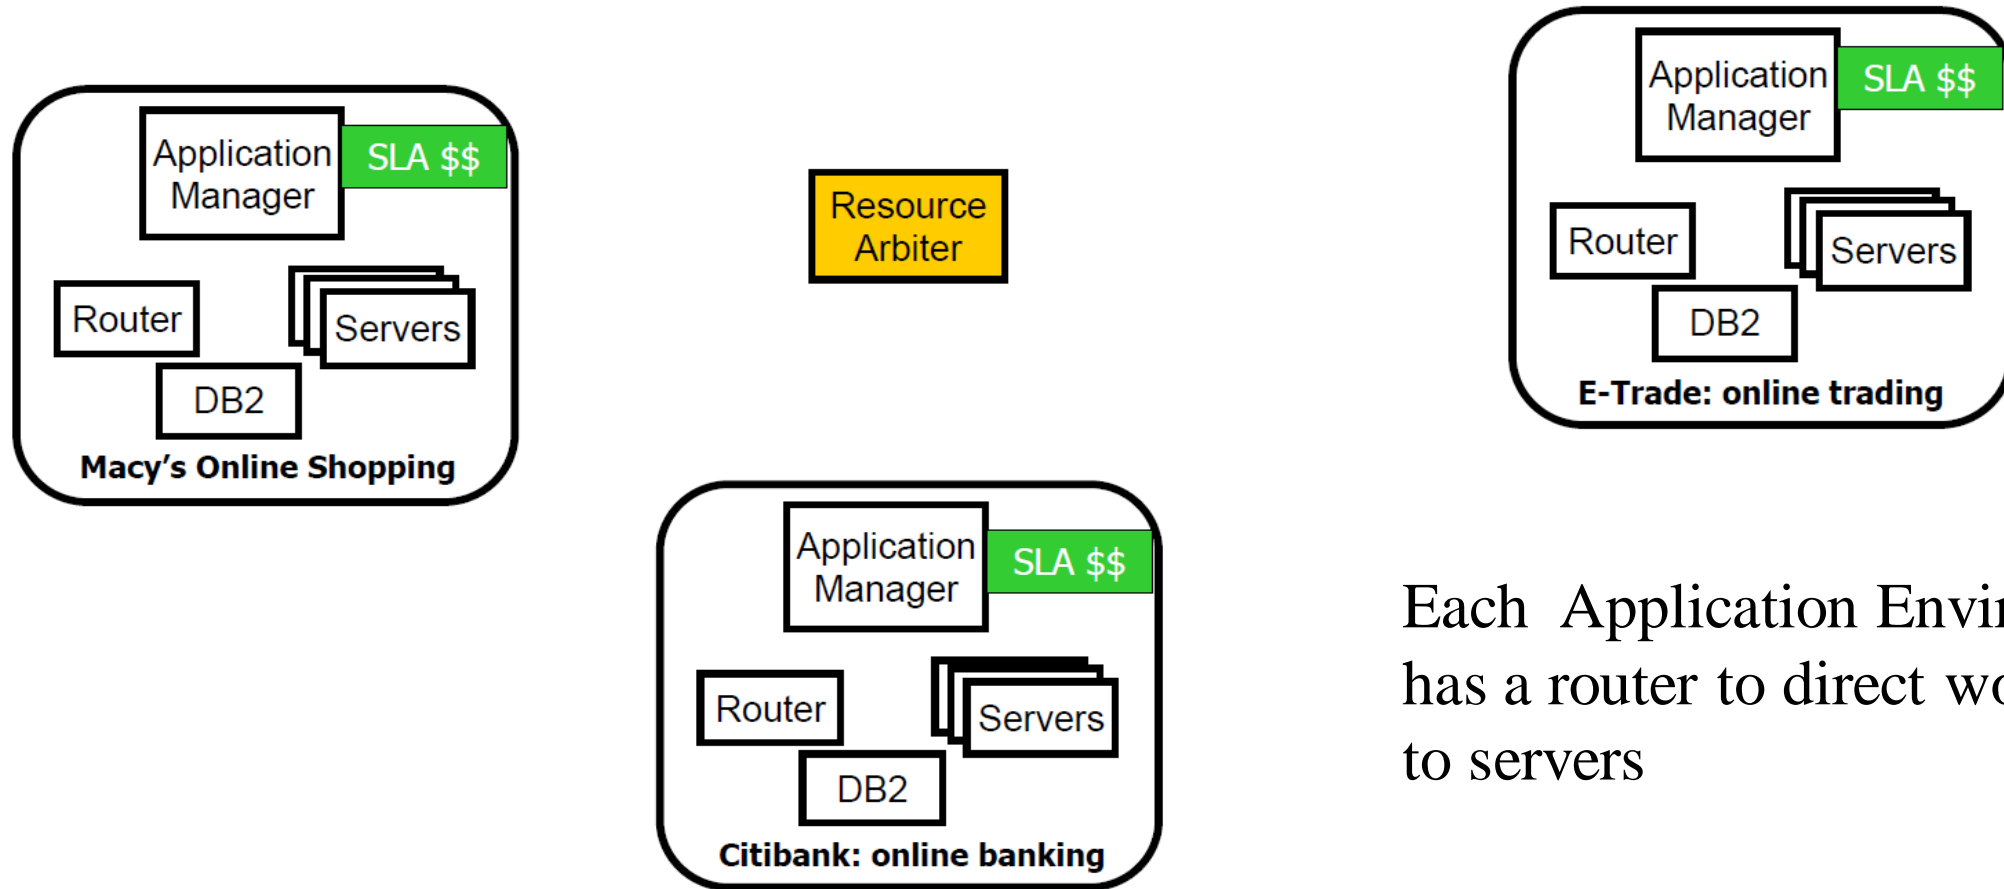 Application
Manager
SLA $$
Router
Servers
DB2
Macy’s Online Shopping
Resource
Arbiter
Application
Manager
SLA $$
Router
Servers
DB2
Citibank: online banking
Application
Manager
SLA $$
Router
Servers
DB2
E-Trade: online trading
Each Application
has a router to direct
to servers